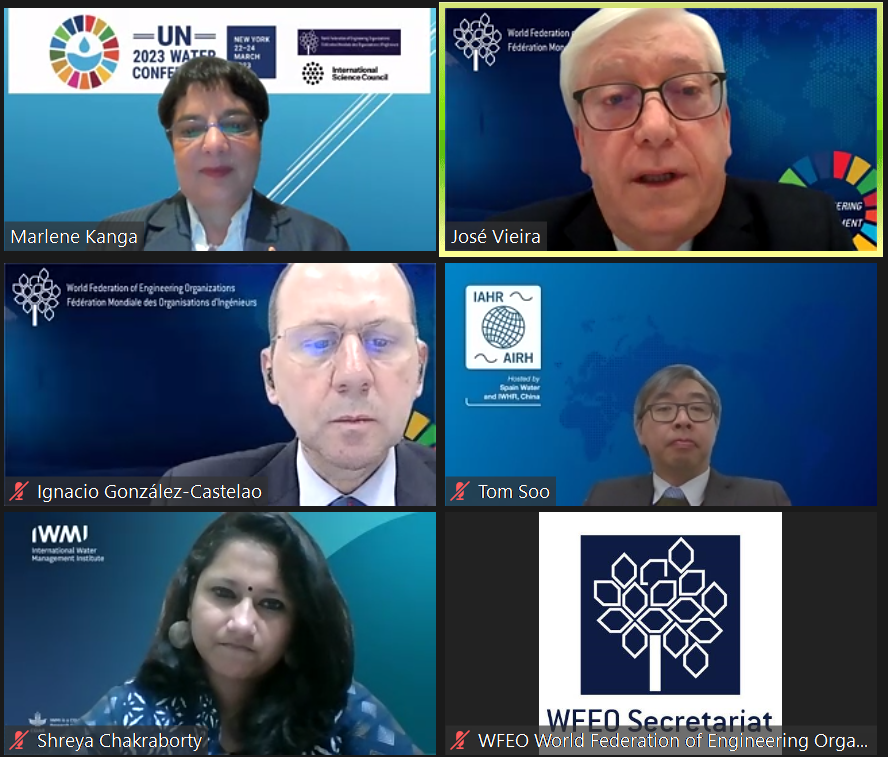 UN
2023 WATER
NEW YORK
22–24
MARCH
International
Science Council
Marlene Kanga
World Federation
Fédération
José Vieira
World Federation of Engineering Organizations
Fédération Mondiale des Organisations d'Ingénieurs
Ignacio González-Castelao
IAHR
AIRH
Hosted by
Spain Water
and IWHR, China
Tom Soo
IWMI
International Water
Management Institute
Shreya Chakraborty
WFEO Secretariat
WFEO World Federation of Engineering Orga...